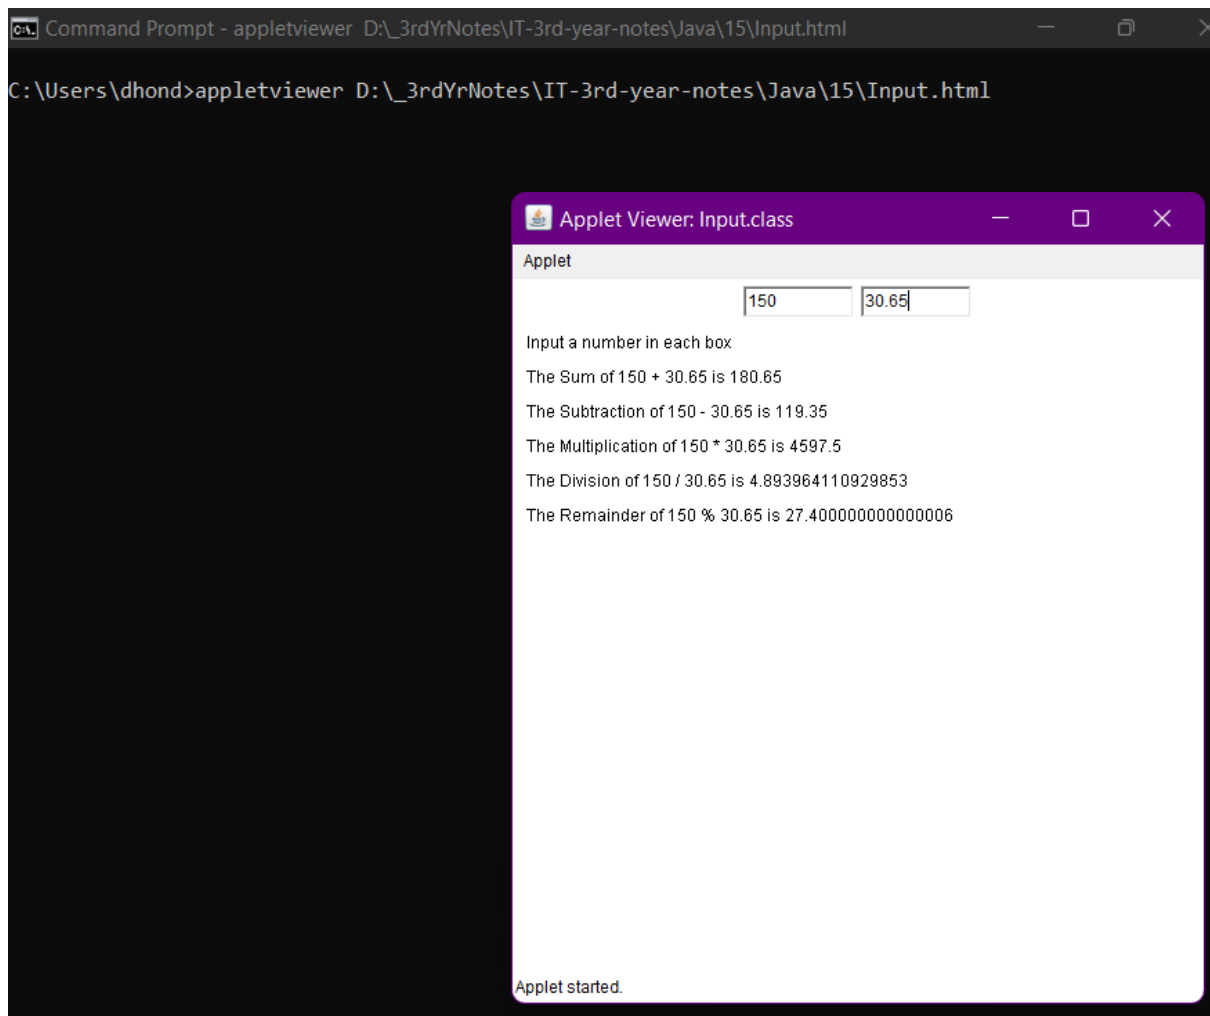 Command Prompt - appletviewer  D:\_3rdYrNotes\IT-3rd-year-notes\Java\15\Input.html
C:\Users\dhond>appletviewer D:\_3rdYrNotes\IT-3rd-year-notes\Java\15\Input.html
Applet Viewer: Input.class
Applet
150 30.65
Input a number in each box
The Sum of 150 + 30.65 is 180.65
The Subtraction of 150 - 30.65 is 119.35
The Multiplication of 150 * 30.65 is 4597.5
The Division of 150 / 30.65 is 4.893964110929853
The Remainder of 150 % 30.65 is 27.400000000000006
Applet started.